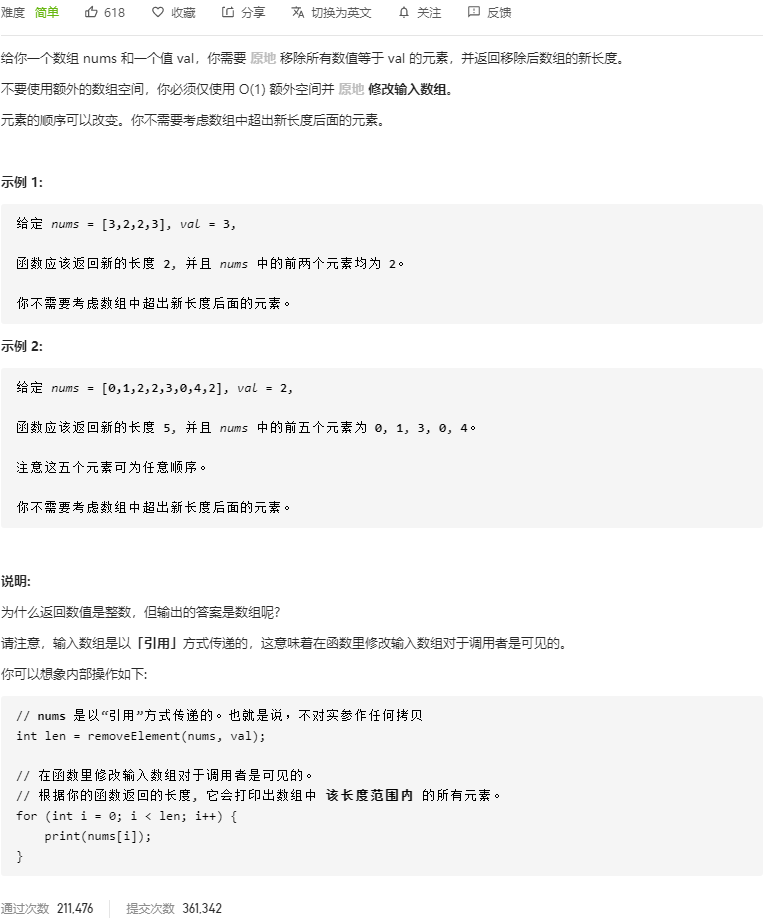 难度 简单 618 收藏 分享 切换为英文 关注 反馈
给你一个数组 nums 和一个值 val，你需要 原地 移除所有数值等于 val 的元素，并返回移除后数组的新长度。
不要使用额外的数组空间，你必须仅使用 O(1) 额外空间并 原地 修改输入数组。
元素的顺序可以改变。你不需要考虑数组中超出新长度后面的元素。
示例 1:
给定 nums = [3,2,2,3], val = 3,
函数应该返回新的长度 2, 并且 nums 中的前两个元素均为 2。
你不需要考虑数组中超出新长度后面的元素。
示例 2:
给定 nums = [0,1,2,2,3,0,4,2], val = 2,
函数应该返回新的长度 5, 并且 nums 中的前五个元素为 0, 1, 3, 0, 4。
注意这五个元素可为任意顺序。
你不需要考虑数组中超出新长度后面的元素。
说明:
为什么返回数值是整数，但输出的答案是数组呢?
请注意，输入数组是以「引用」方式传递的，这意味着在函数里修改输入数组对于调用者是可见的。
你可以想象内部操作如下:
// nums 是以“引用”方式传递的。也就是说，不对实参作任何拷贝
int len = removeElement(nums, val);
// 在函数里修改输入数组对于调用者是可见的。
// 根据你的函数返回的长度, 它会打印出数组中 该长度范围内 的所有元素。
for (int i = 0; i < len; i++) {
    print(nums[i]);
}
通过次数 211,476 提交次数 361,342